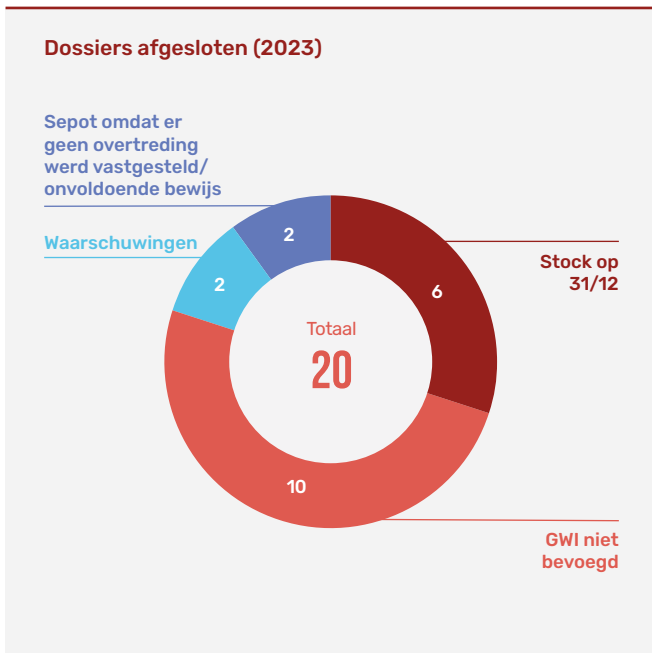 Dossiers afgesloten (2023)
Sepot omdat er
geen overtreding
werd vastgesteld/
onvoldoende bewijs
Waarschuwingen
2
2
6
Stock op
31/12
Totaal
20
10
GWI niet
bevoegd